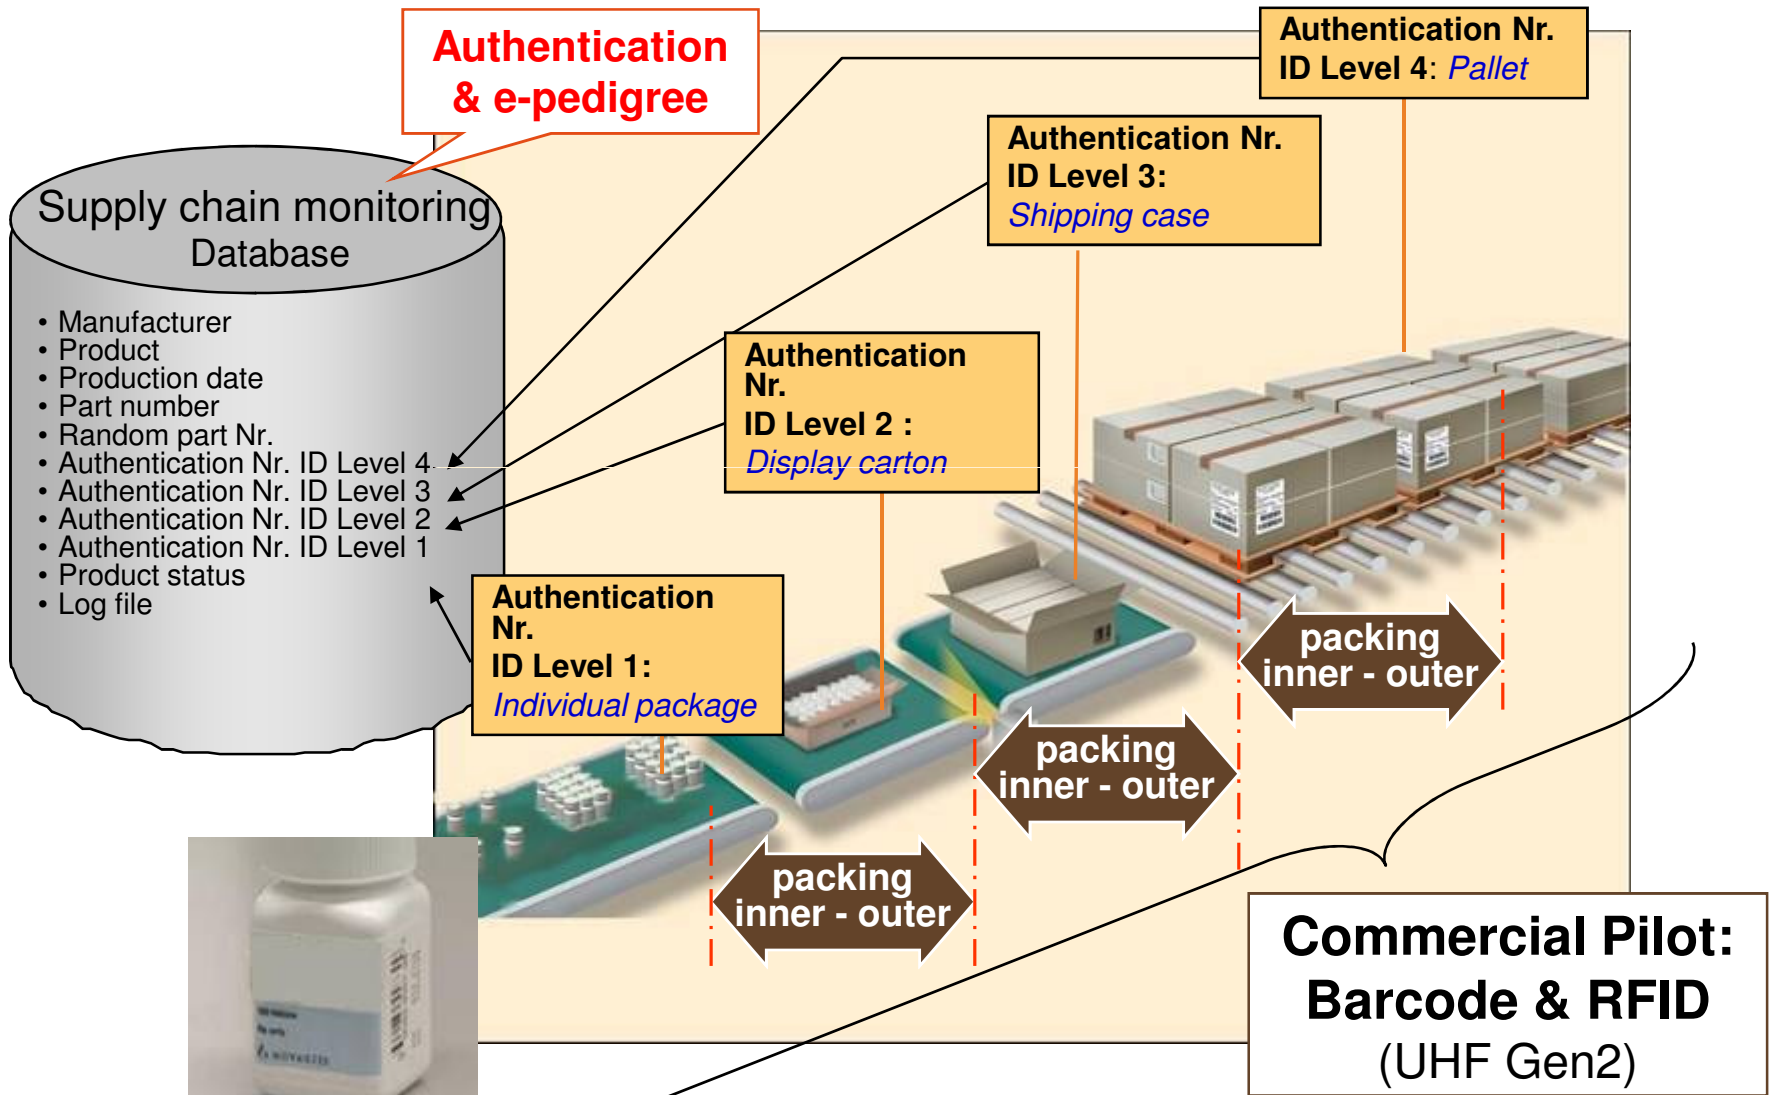 Authentication
& e-pedigree
Authentication Nr.
ID Level 4: Pallet
Authentication Nr.
ID Level 3:
Shipping case
Supply chain monitoring
Database
• Manufacturer
• Product
• Production date
• Part number
• Random part Nr.
• Authentication Nr. ID Level 4
• Authentication Nr. ID Level 3
• Authentication Nr. ID Level 2
• Authentication Nr. ID Level 1
• Product status
• Log file
Authentication
Nr.
ID Level 2 :
Display carton
Authentication
Nr.
ID Level 1:
Individual package
packing
inner - outer
packing
inner - outer
packing
inner - outer
Commercial Pilot:
Barcode & RFID
(UHF Gen2)
NOVARTIS